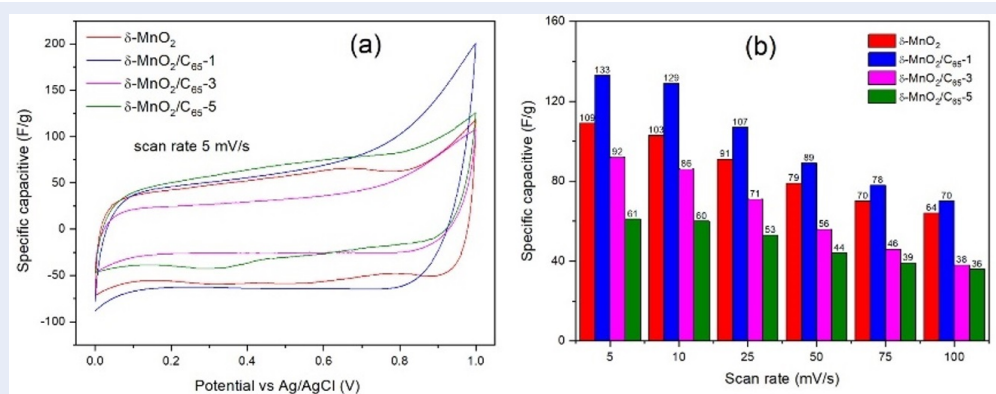 (a)
δ-MnO₂
δ-MnO₂/C₆₅-1
δ-MnO₂/C₆₅-3
δ-MnO₂/C₆₅-5
scan rate 5 mV/s
Specific capacitive (F/g)
200
150
100
50
0
-50
-100
0.0 0.2 0.4 0.6 0.8 1.0
Potential vs Ag/AgCl (V)
(b)
δ-MnO₂
δ-MnO₂/C₆₅-1
δ-MnO₂/C₆₅-3
δ-MnO₂/C₆₅-5
Specific capacitive (F/g)
160
120
80
40
0
109 133 92 61
103 129 86 60
91 107 71 53
79 89 56 44
70 78 46 39
64 70 38 36
5 10 25 50 75 100
Scan rate (mV/s)